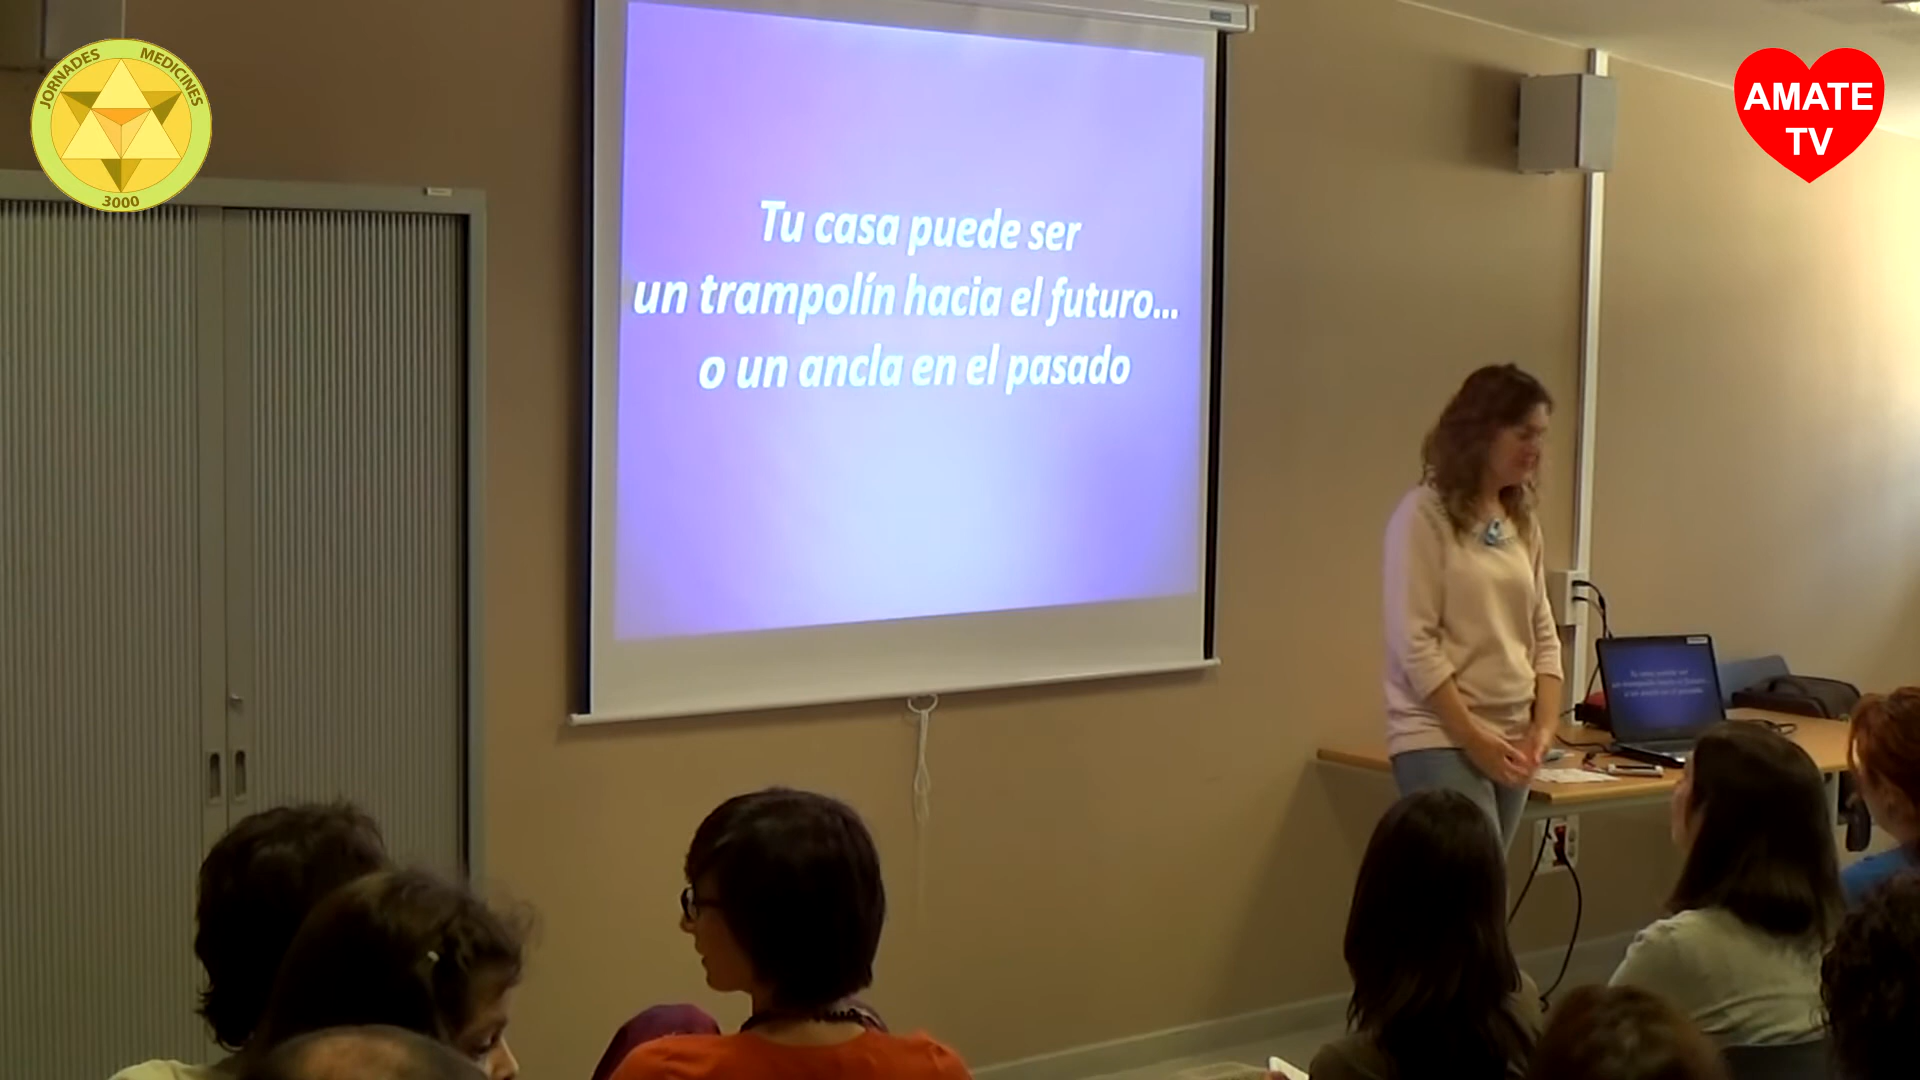 JORNADES MEDICINES
3000
AMATE
TV
Tu casa puede ser
un trampolín hacia el futuro...
o un ancla en el pasado